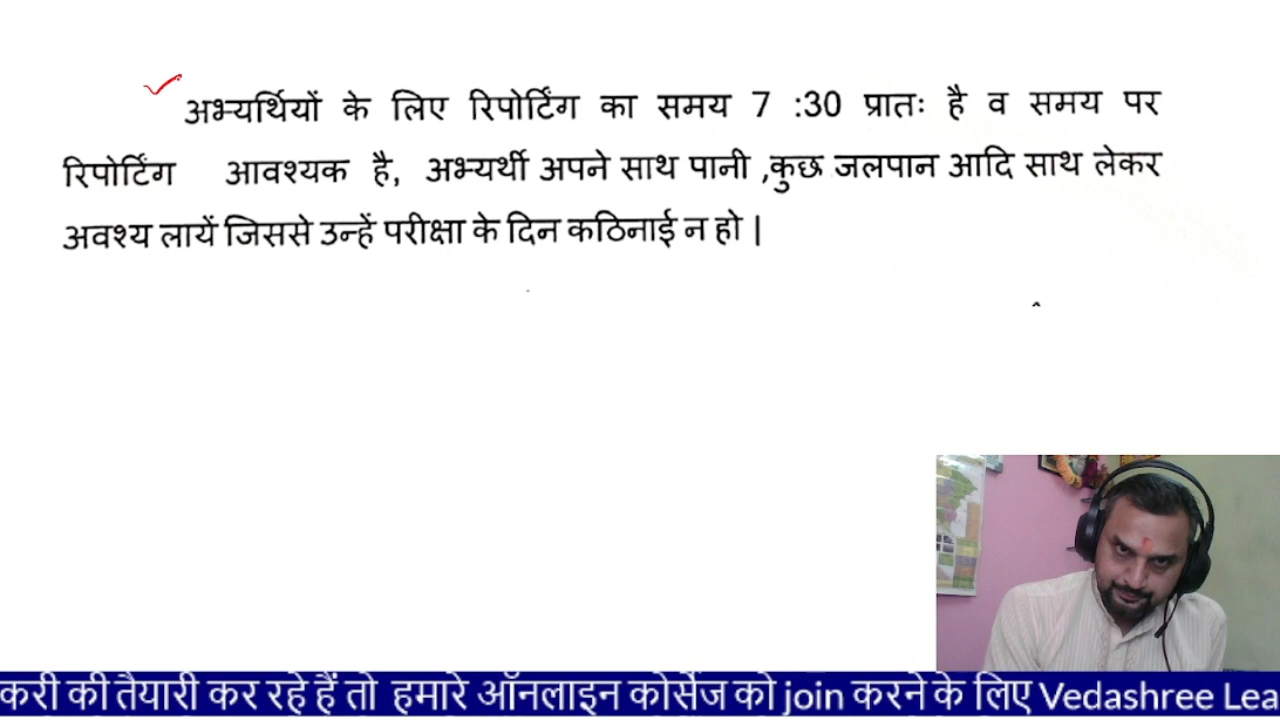 अभ्यर्थियों के लिए रिपोर्टिंग का समय 7 :30 प्रातः है व समय पर
रिपोर्टिंग आवश्यक है, अभ्यर्थी अपने साथ पानी ,कुछ जलपान आदि साथ लेकर
अवश्य लायें जिससे उन्हें परीक्षा के दिन कठिनाई न हो |
करी की तैयारी कर रहे हैं तो हमारे ऑनलाइन कोर्सेज को join करने के लिए Vedashree Lea